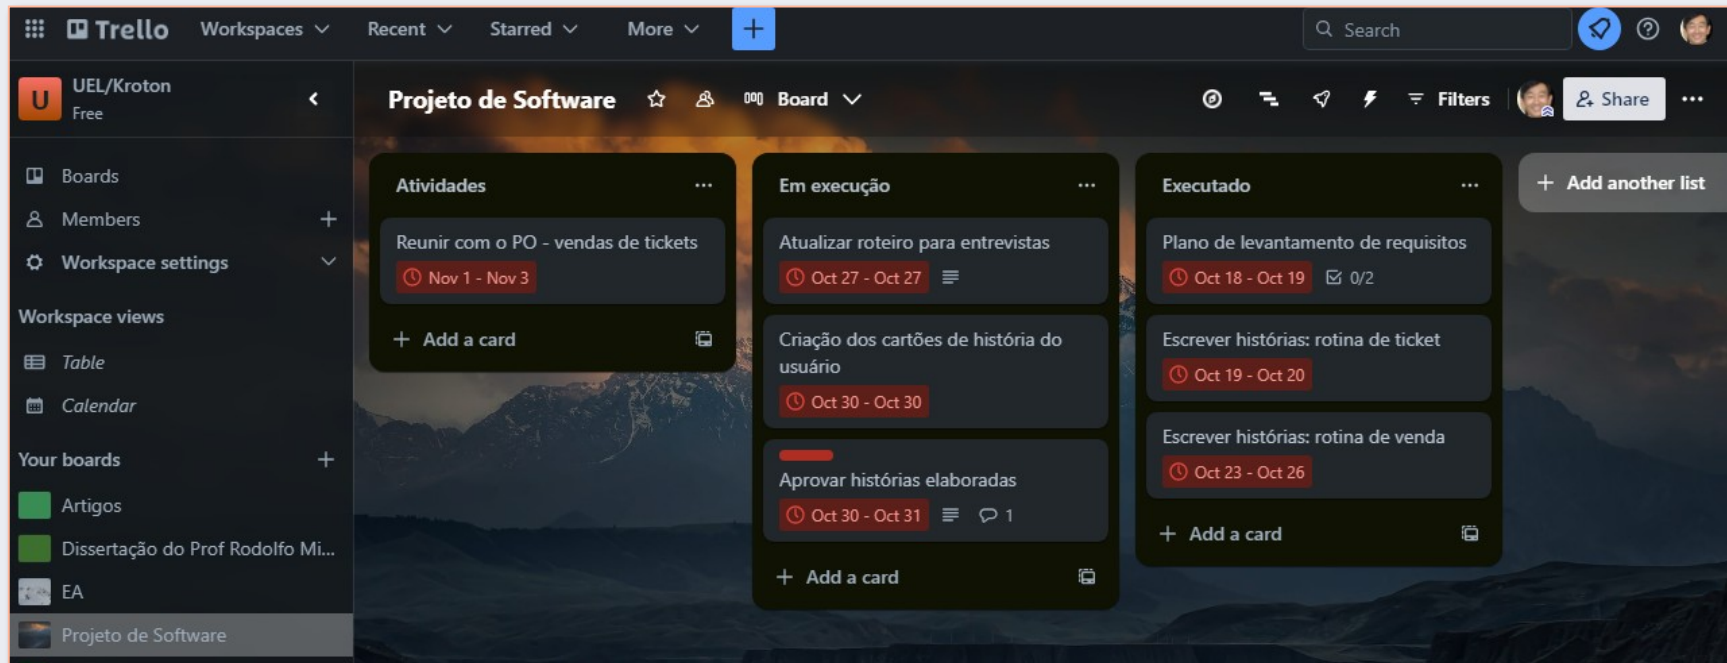 Trello
Workspaces
Recent
Starred
More
Search
U
UEL/Kroton
Free
Boards
Members
Workspace settings
Workspace views
Table
Calendar
Your boards
Artigos
Dissertação do Prof Rodolfo Mi...
EA
Projeto de Software
Projeto de Software
Board
Filters
Share
Atividades
Reunir com o PO - vendas de tickets
Nov 1 - Nov 3
+ Add a card
Em execução
Atualizar roteiro para entrevistas
Oct 27 - Oct 27
Criação dos cartões de história do
usuário
Oct 30 - Oct 30
Aprovar histórias elaboradas
Oct 30 - Oct 31
1
+ Add a card
Executado
Plano de levantamento de requisitos
Oct 18 - Oct 19 0/2
Escrever histórias: rotina de ticket
Oct 19 - Oct 20
Escrever histórias: rotina de venda
Oct 23 - Oct 26
+ Add a card
+ Add another list